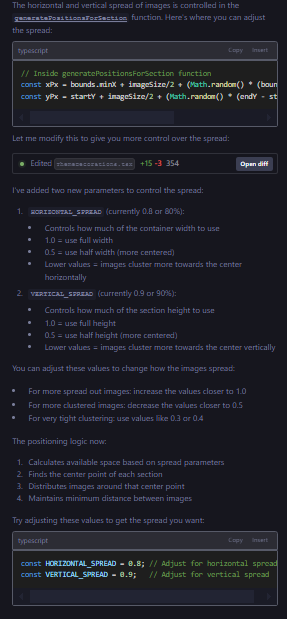 The horizontal and vertical spread of images is controlled in the
generatePositionsForSection function. Here's where you can adjust
the spread:
typescript
Copy Insert
// Inside generatePositionsForSection function
const xPx = bounds.minX + imageSize/2 + (Math.random() * (boun
const yPx = startY + imageSize/2 + (Math.random() * (endY - st
Let me modify this to give you more control over the spread:
Edited themedecorations.tsx +15 -3 354 Open diff
I've added two new parameters to control the spread:
1. HORIZONTAL_SPREAD (currently 0.8 or 80%):
• Controls how much of the container width to use
• 1.0 = use full width
• 0.5 = use half width (more centered)
• Lower values = images cluster more towards the center
horizontally
2. VERTICAL_SPREAD (currently 0.9 or 90%):
• Controls how much of the section height to use
• 1.0 = use full height
• 0.5 = use half height (more centered)
• Lower values = images cluster more towards the center vertically
You can adjust these values to change how the images spread:
• For more spread out images: increase the values closer to 1.0
• For more clustered images: decrease the values closer to 0.5
• For very tight clustering: use values like 0.3 or 0.4
The positioning logic now:
1. Calculates available space based on spread parameters
2. Finds the center point of each section
3. Distributes images around that center point
4. Maintains minimum distance between images
Try adjusting these values to get the spread you want:
typescript
Copy Insert
const HORIZONTAL_SPREAD = 0.8; // Adjust for horizontal spread
const VERTICAL_SPREAD = 0.9; // Adjust for vertical spread